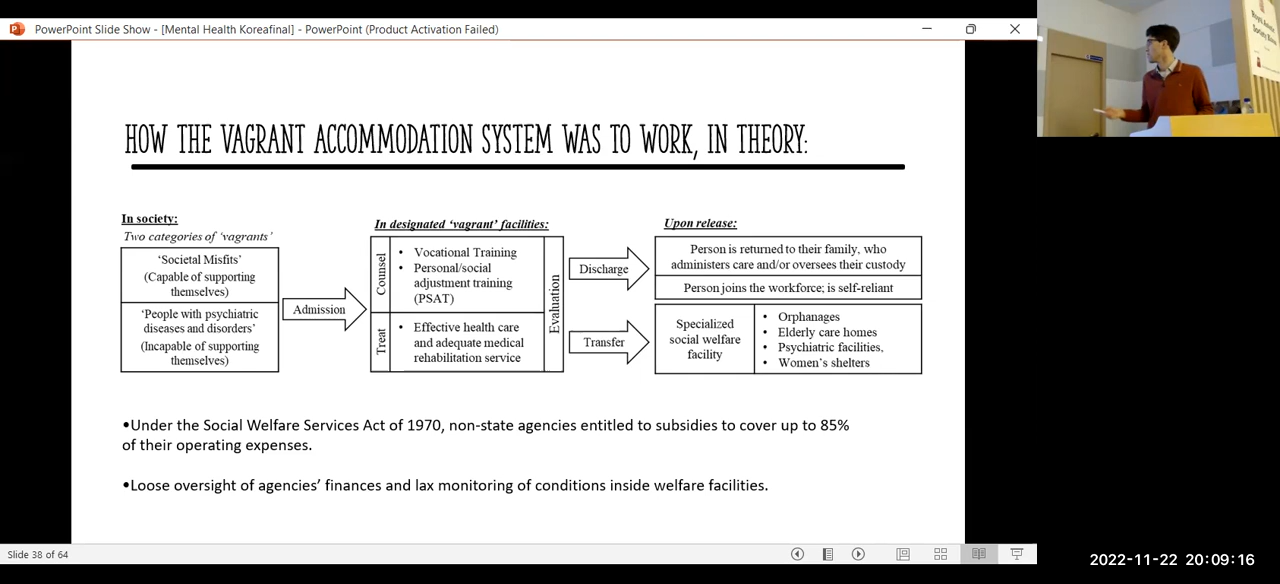 PowerPoint Slide Show - [Mental Health Koreafinal] - PowerPoint (Product Activation Failed)
HOW THE VAGRANT ACCOMMODATION SYSTEM WAS TO WORK, IN THEORY:
In society:
Two categories of 'vagrants'
'Societal Misfits'
(Capable of supporting
themselves)
'People with psychiatric
diseases and disorders'
(Incapable of supporting
themselves)
Admission
In designated 'vagrant' facilities:
Counsel
• Vocational Training
• Personal/social
adjustment training
(PSAT)
Treat
• Effective health care
and adequate medical
rehabilitation service
Evaluation
Discharge
Transfer
Upon release:
Person is returned to their family, who
administers care and/or oversees their custody
Person joins the workforce; is self-reliant
Specialized
social welfare
facility
• Orphanages
• Elderly care homes
• Psychiatric facilities,
• Women's shelters
•Under the Social Welfare Services Act of 1970, non-state agencies entitled to subsidies to cover up to 85%
of their operating expenses.
•Loose oversight of agencies' finances and lax monitoring of conditions inside welfare facilities.
Slide 38 of 64
2022-11-22 20:09:16